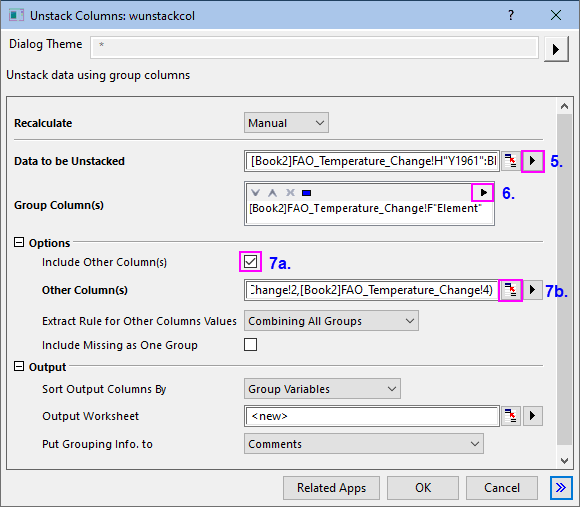 Unstack Columns: wunstackcol
Dialog Theme *
Unstack data using group columns
Recalculate Manual
Data to be Unstacked [Book2]FAO_Temperature_Change!H"Y1961":Bl 5.
6.
Group Column(s)
[Book2]FAO_Temperature_Change!F"Element"
Options
Include Other Column(s) 7a.
Other Column(s) Change!2,[Book2]FAO_Temperature_Change!4) 7b.
Extract Rule for Other Columns Values Combining All Groups
Include Missing as One Group
Output
Sort Output Columns By Group Variables
Output Worksheet <new>
Put Grouping Info. to Comments
Related Apps OK Cancel